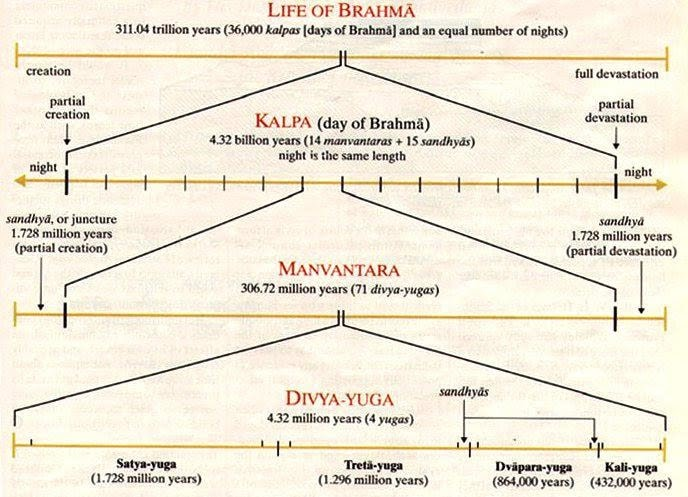 LIFE OF BRAHMĀ
311.04 trillion years (36,000 kalpas [days of Brahmā] and an equal number of nights)
creation
full devastation
partial
creation
partial
devastation
KALPA (day of Brahmā)
4.32 billion years (14 manvantaras + 15 sandhyās)
night is the same length
night
night
sandhyā, or juncture
1.728 million years
(partial creation)
sandhyā
1.728 million years
(partial devastation)
MANVANTARA
306.72 million years (71 divya-yugas)
DIVYA-YUGA
4.32 million years (4 yugas)
sandhyās
Satya-yuga
(1.728 million years)
Tretā-yuga
(1.296 million years)
Dvāpara-yuga
(864,000 years)
Kali-yuga
(432,000 years)